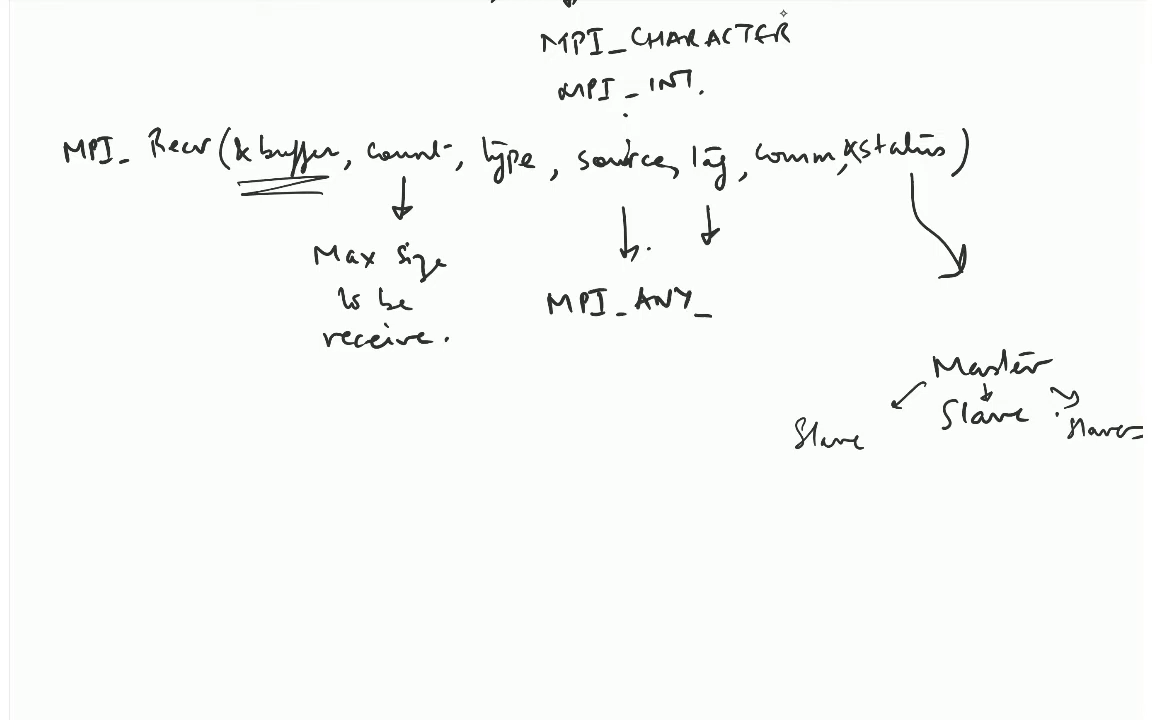 MPI_CHARACTER
MPI_INT.
MPI_Recv(&buffer, count, type, source, tag, comm, &status)
Max size
to be
receive.
MPI_ANY_
Master
Slave
Slave
Slaves